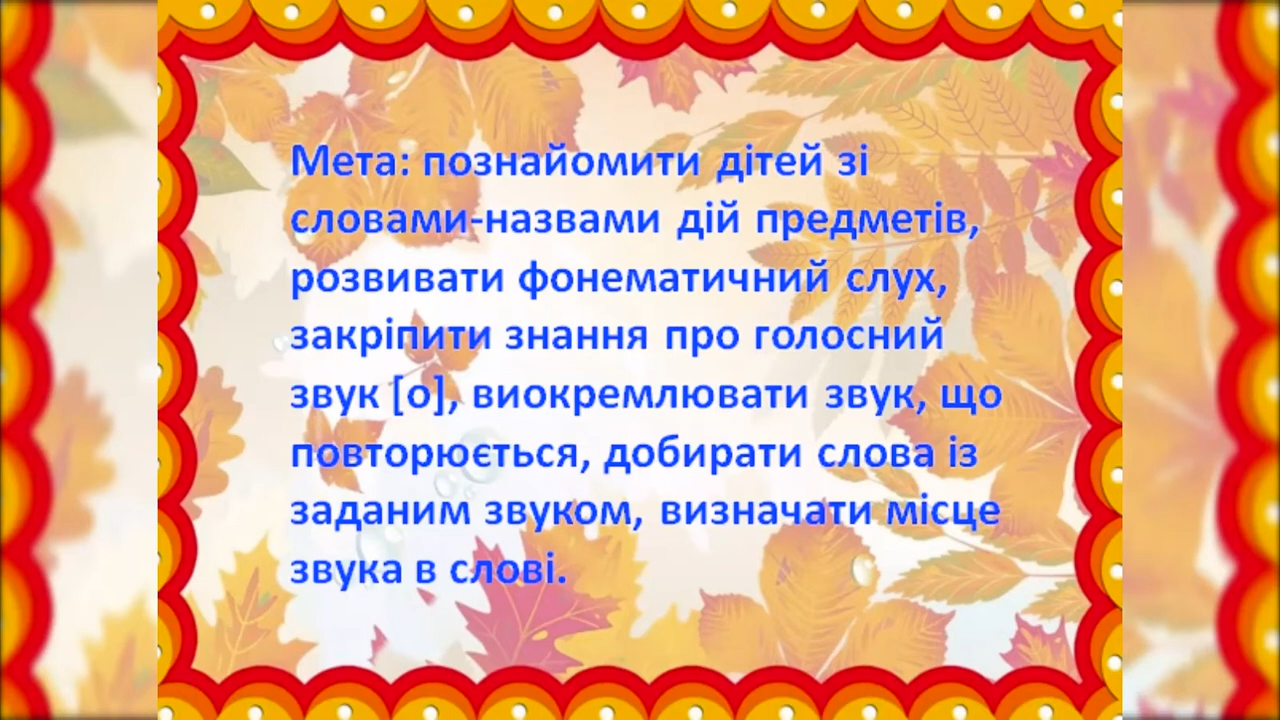 Мета: познайомити дітей зі
словами-назвами дій предметів,
розвивати фонематичний слух,
закріпити знання про голосний
звук [о], виокремлювати звук, що
повторюється, добирати слова із
заданим звуком, визначати місце
звука в слові.